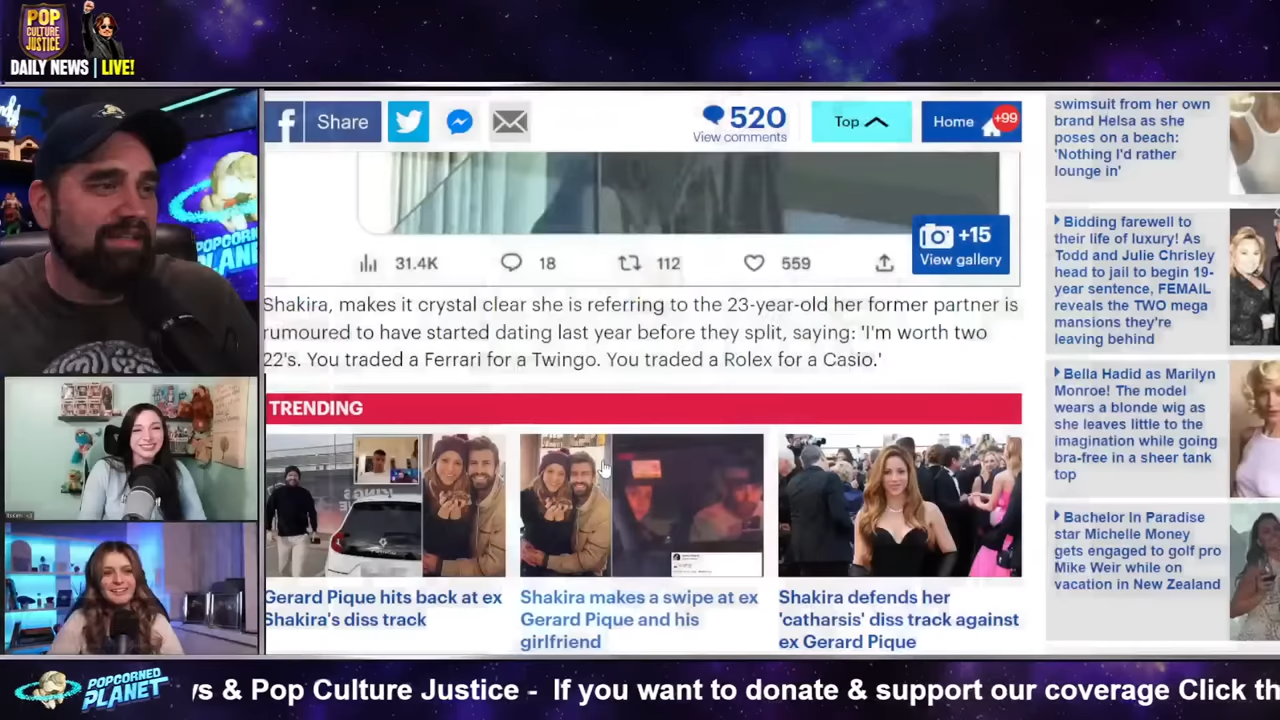 POP
CULTURE
JUSTICE
DAILY NEWS | LIVE!
POPCORNED
PLANET
Share
520
View comments
Top
Home
+99
+15
View gallery
31.4K
18
112
559
Shakira, makes it crystal clear she is referring to the 23-year-old her former partner is
rumoured to have started dating last year before they split, saying: 'I'm worth two
22's. You traded a Ferrari for a Twingo. You traded a Rolex for a Casio.'
TRENDING
Gerard Pique hits back at ex
Shakira's diss track
Shakira makes a swipe at ex
Gerard Pique and his
girlfriend
Shakira defends her
'catharsis' diss track against
ex Gerard Pique
swimsuit from her own
brand Helsa as she
poses on a beach:
'Nothing I'd rather
lounge in'
Bidding farewell to
their life of luxury! As
Todd and Julie Chrisley
head to jail to begin 19-
year sentence, FEMAIL
reveals the TWO mega
mansions they're
leaving behind
Bella Hadid as Marilyn
Monroe! The model
wears a blonde wig as
she leaves little to the
imagination while going
bra-free in a sheer tank
top
Bachelor In Paradise
star Michelle Money
gets engaged to golf pro
Mike Weir while on
vacation in New Zealand
POPCORNED
PLANET
s & Pop Culture Justice - If you want to donate & support our coverage Click th